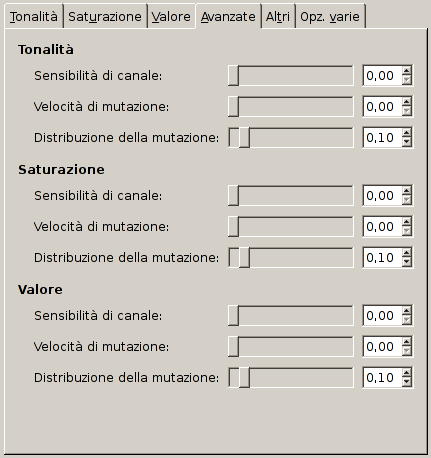 Tonalità Saturazione Valore Avanzate Altri Opz. varie
Tonalità
Sensibilità di canale: 0,00
Velocità di mutazione: 0,00
Distribuzione della mutazione: 0,10
Saturazione
Sensibilità di canale: 0,00
Velocità di mutazione: 0,00
Distribuzione della mutazione: 0,10
Valore
Sensibilità di canale: 0,00
Velocità di mutazione: 0,00
Distribuzione della mutazione: 0,10